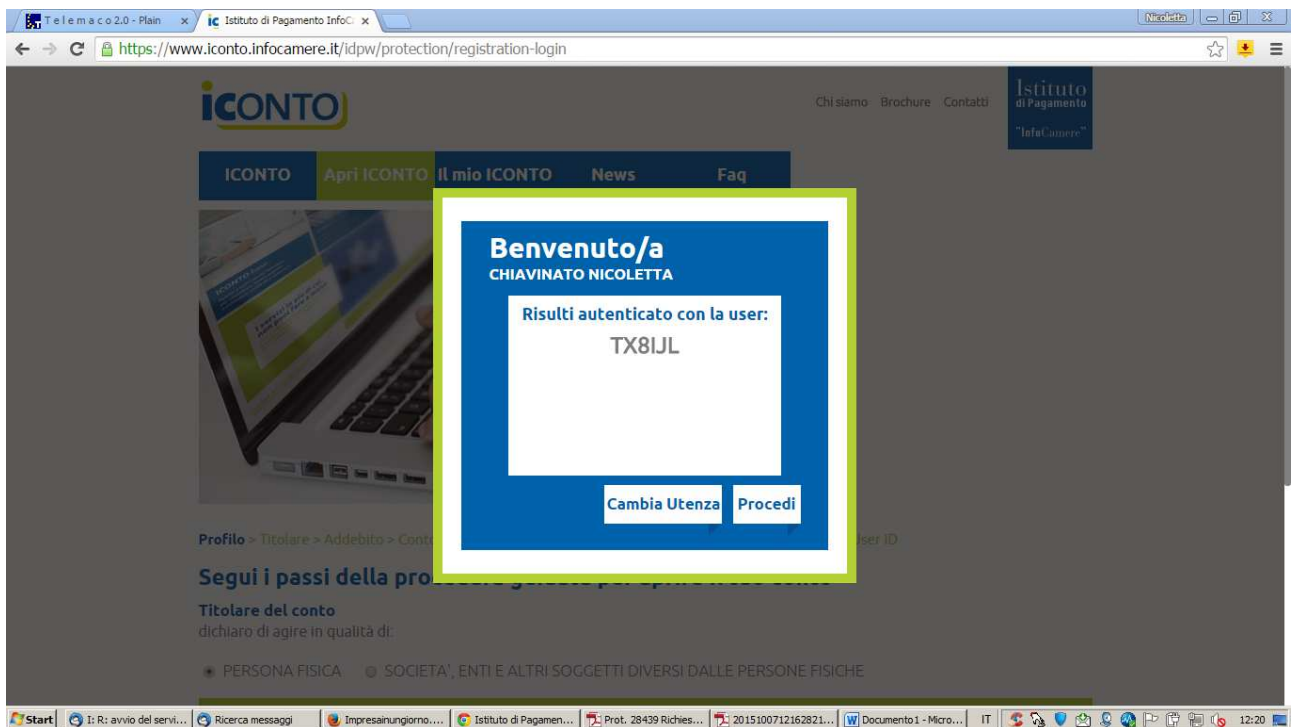 T e l e m a c o 2.0 - Plain
Istituto di Pagamento InfoC
Nicoletta
https://www.iconto.infocamere.it/idpw/protection/registration-login
ICONTO
Chi siamo Brochure Contatti
Istituto
di Pagamento
"InfoCamere"
ICONTO Apri ICONTO Il mio ICONTO News Faq
Benvenuto/a
CHIAVINATO NICOLETTA
Risulti autenticato con la user:
TX8IJL
Cambia Utenza Procedi
Profilo > Titolare > Addebito > Conto User ID
Segui i passi della
Titolare del conto
dichiaro di agire in qualità di:
PERSONA FISICA SOCIETA', ENTI E ALTRI SOGGETTI DIVERSI DALLE PERSONE FISICHE
Start I: R: avvio del servi... Ricerca messaggi Impresainungiorno.... Istituto di Pagamen... Prot. 28439 Richies... 2015100712162821... Documento1 - Micro... IT 12:20